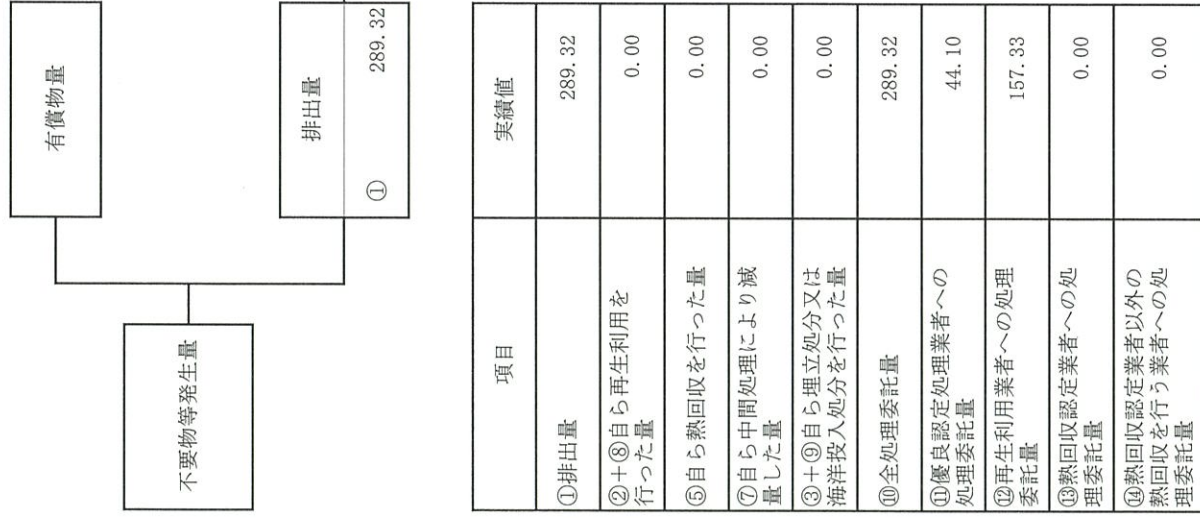 不要物等発生量
有償物量
排出量
① 289.32
項目 実績値
①排出量 289.32
②+⑧自ら再生利用を
行った量 0.00
⑤自ら熱回収を行った量 0.00
⑦自ら中間処理により減
量した量 0.00
③+⑨自ら埋立処分又は
海洋投入処分を行った量 0.00
⑩全処理委託量 289.32
⑪優良認定処理業者への
処理委託量 44.10
⑫再生利用業者への処理
委託量 157.33
⑬熱回収認定業者への処
理委託量 0.00
⑭熱回収認定業者以外の
熱回収を行う業者への処
理委託量 0.00